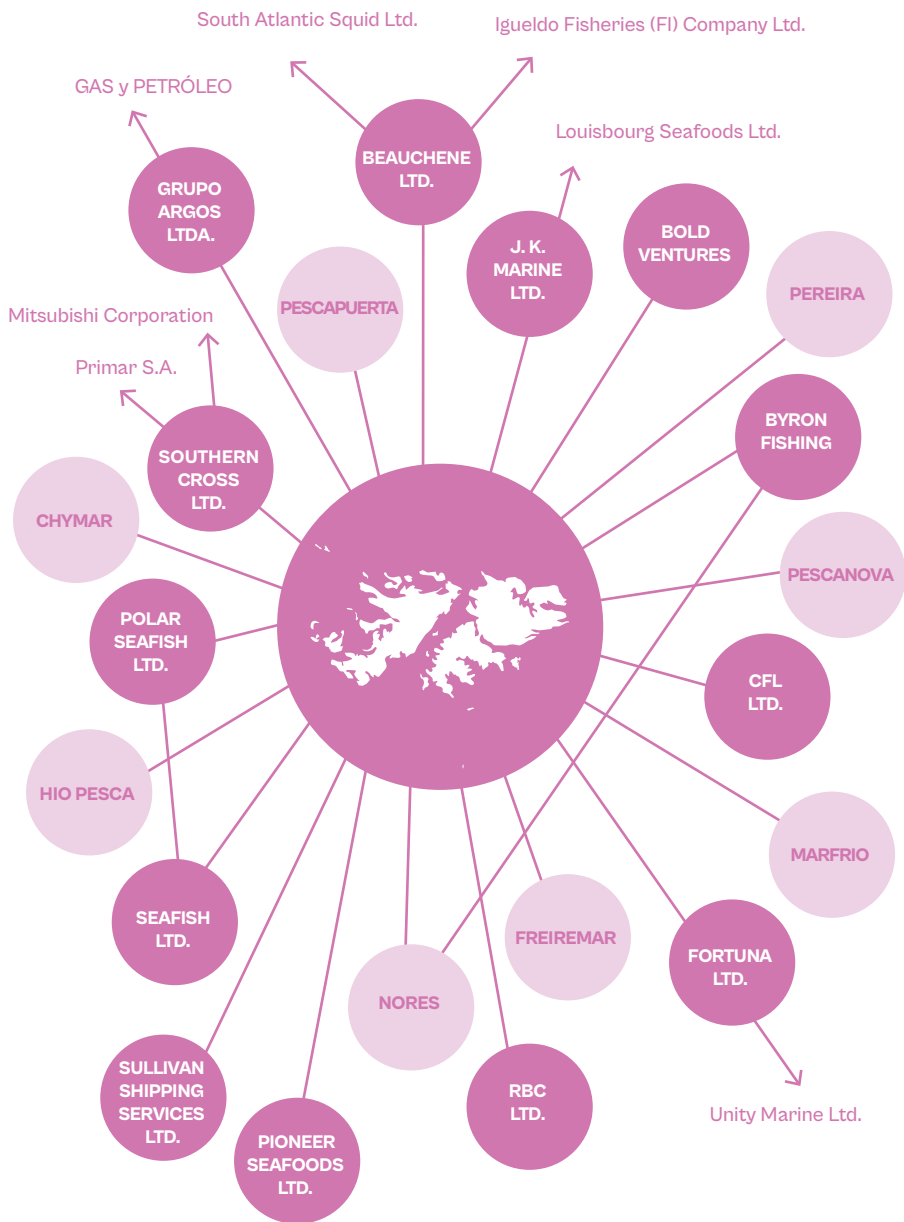 South Atlantic Squid Ltd.
Igueldo Fisheries (FI) Company Ltd.
GAS y PETRÓLEO
Louisbourg Seafoods Ltd.
BEAUCHENE
LTD.
GRUPO
ARGOS
LTDA.
J. K.
MARINE
LTD.
BOLD
VENTURES
PESCAPUERTA
PEREIRA
Mitsubishi Corporation
Primar S.A.
BYRON
FISHING
SOUTHERN
CROSS
LTD.
CHYMAR
PESCANOVA
POLAR
SEAFISH
LTD.
CFL
LTD.
HIO PESCA
MARFRIO
SEAFISH
LTD.
FREIREMAR
FORTUNA
LTD.
NORES
SULLIVAN
SHIPPING
SERVICES
LTD.
RBC
LTD.
Unity Marine Ltd.
PIONEER
SEAFOODS
LTD.